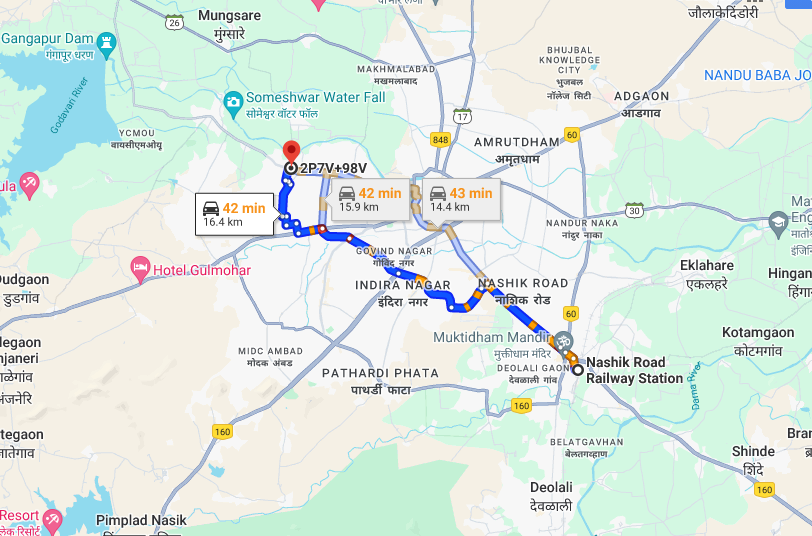 Mungsare
मुंगसारे
26
Gangapur Dam
गंगापूर धरण
Godavari River
MAKHMALABAD
मखमलाबाद
BHUJBAL
KNOWLEDGE
CITY
भुजबल
नॉलेज सिटी
जौलाकेदिंडोरी
NANDU BABA JO
ADGAON
आडगाव
Someshwar Water Fall
सोमेश्वर वॉटर फॉल
YCMOU
वायसीएमओयू
17
848
60
AMRUTDHAM
अमृतधाम
2P7V+98V
42 min
16.4 km
42 min
15.9 km
43 min
14.4 km
30
NANDUR NAKA
नांदुर नाका
Hotel Gulmohar
GOVIND NAGAR
गोविंद नगर
INDIRA NAGAR
इंदिरा नगर
NASHIK ROAD
नाशिक रोड
Eklahare
एकलहरे
Hingan
Dudgaon
डुडगांव
60
Kotamgaon
कोटमगांव
Muktidham Mandir
मुक्तीधाम मंदिर
DEOLALI GAON
देवळाली गांव
Nashik Road
Railway Station
MIDC AMBAD
मोदक अंबड
PATHARDI PHATA
पाथर्डी फाटा
160
Darna River
160
BELATGAVHAN
बेलतगव्हाण
Shinde
शिंदे
160
Deolali
देवळाली
Pimplad Nasik
Resort